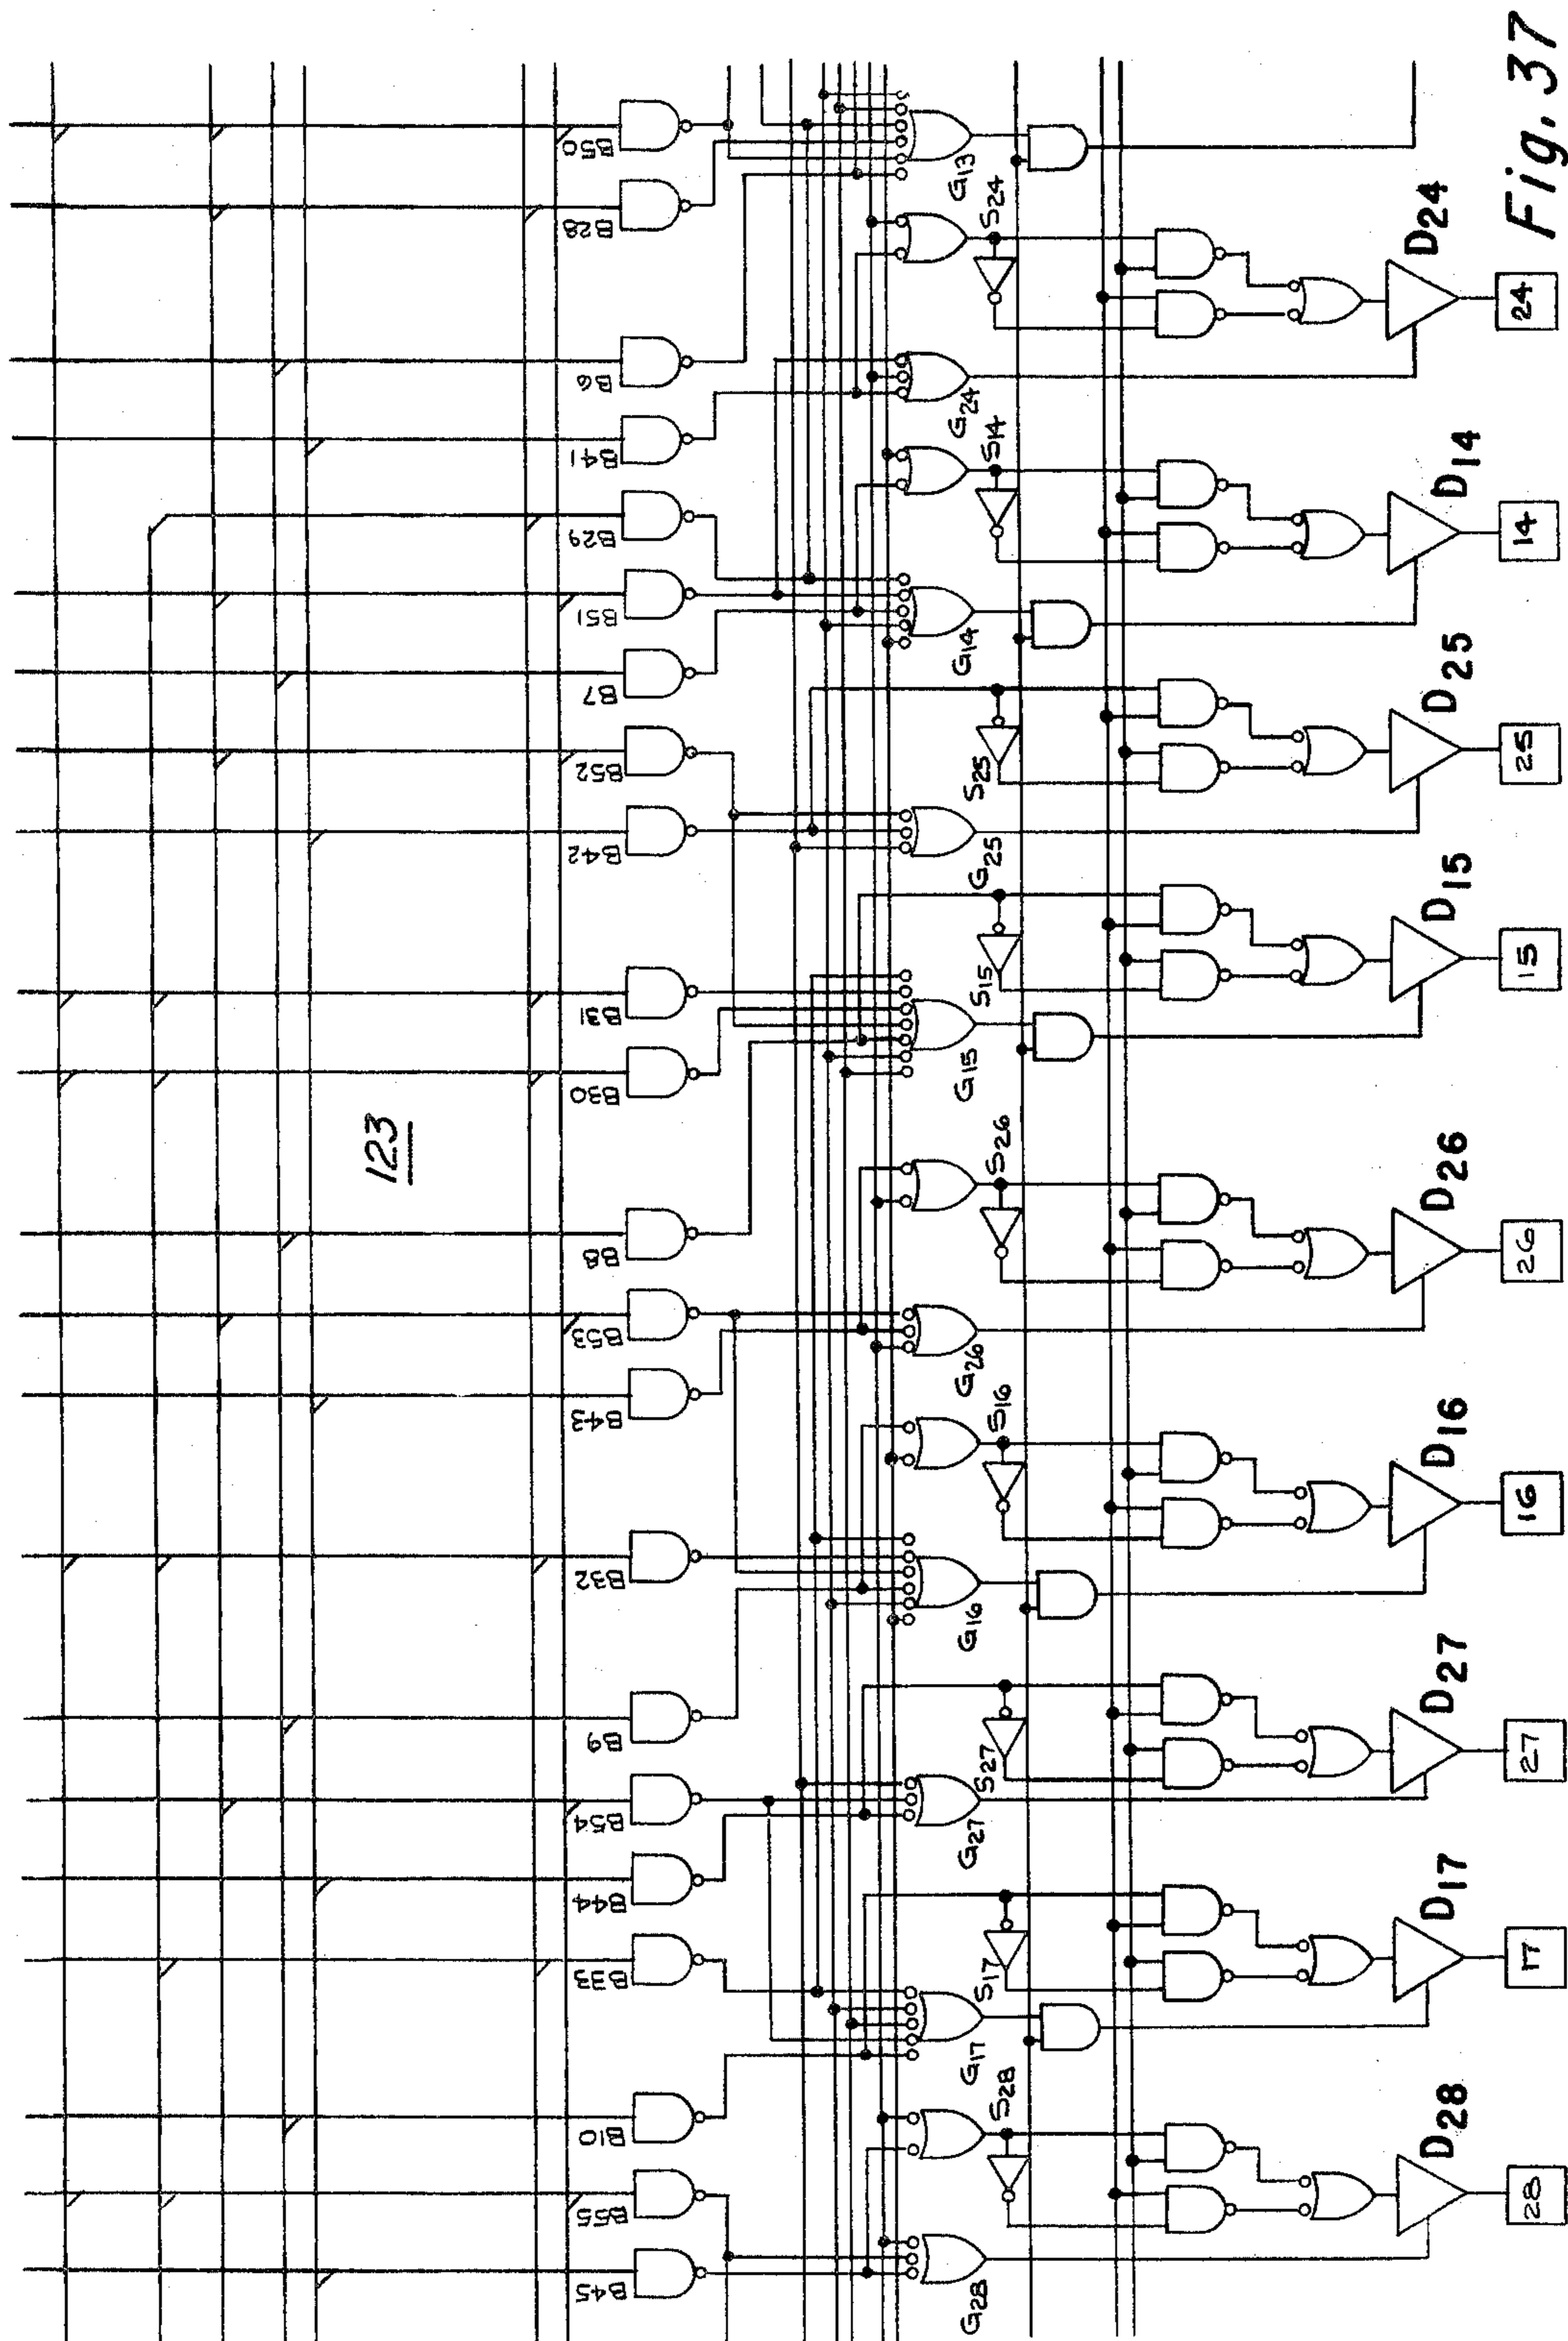 B50
B28
B6
B41
B29
B51
B7
B52
B42
B31
B30
B8
B53
B43
B32
B9
B54
B44
B33
B10
B55
B45
123
G13
S24
G24
S14
G14
S25
G25
S15
G15
S26
G26
S16
G16
S27
G27
S17
G17
S28
G28
D24
D14
D25
D15
D26
D16
D27
D17
D28
24
14
25
15
26
16
27
17
28
Fig. 37